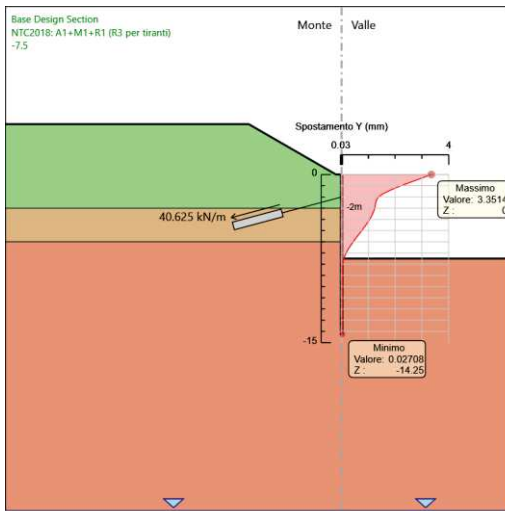 Base Design Section
NTC2018: A1+M1+R1 (R3 per tiranti)
-7.5
Monte
Valle
Spostamento Y (mm)
0.03
4
0
Massimo
Valore: 3.3514
Z : 0
-2m
40.625 kN/m
-15
Minimo
Valore: 0.02708
Z : -14.25